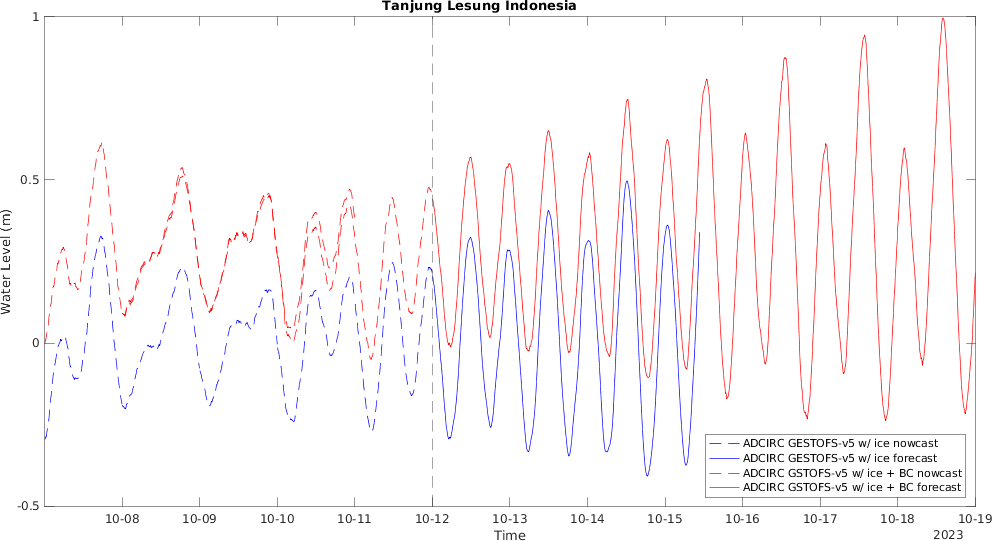 Tanjung Lesung Indonesia
Water Level (m)
1
0.5
0
-0.5
10-08 10-09 10-10 10-11 10-12 10-13 10-14 10-15 10-16 10-17 10-18 10-19
Time
2023
ADCIRC GESTOFS-v5 w/ ice nowcast
ADCIRC GESTOFS-v5 w/ ice forecast
ADCIRC GSTOFS-v5 w/ ice + BC nowcast
ADCIRC GSTOFS-v5 w/ ice + BC forecast